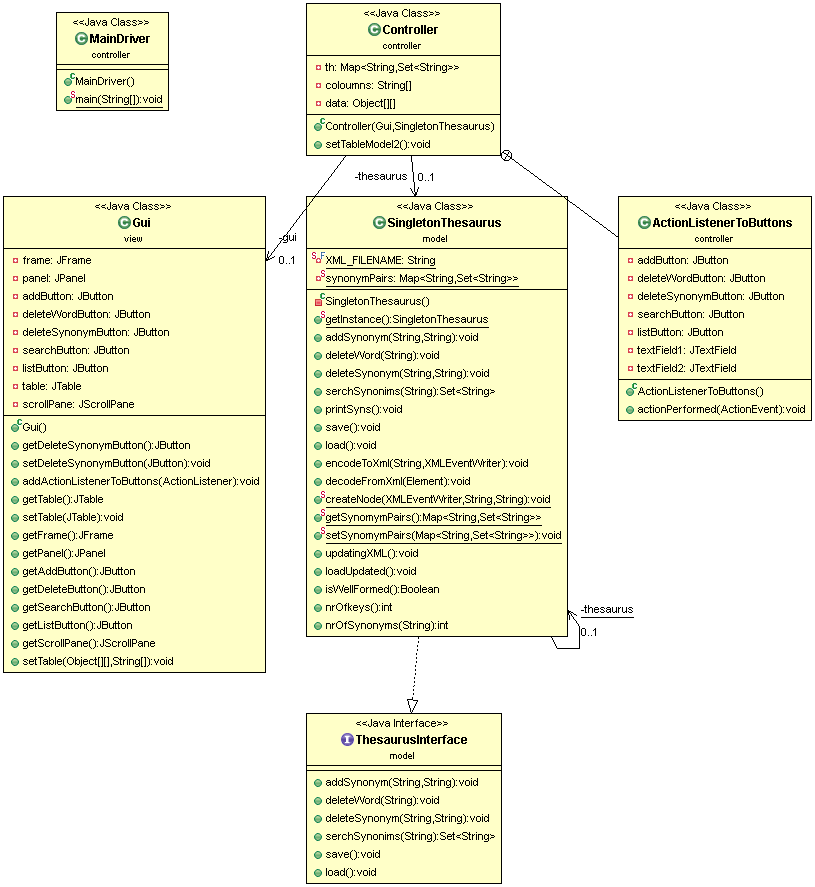 <<Java Class>>
MainDriver
controller
MainDriver()
main(String[]):void
<<Java Class>>
Controller
controller
th: Map<String,Set<String>>
coloumns: String[]
data: Object[][]
Controller(Gui,SingletonThesaurus)
setTableModel2():void
-thesaurus
0..1
-gui
0..1
<<Java Class>>
Gui
view
frame: JFrame
panel: JPanel
addButton: JButton
deleteWordButton: JButton
deleteSynonymButton: JButton
searchButton: JButton
listButton: JButton
table: JTable
scrollPane: JScrollPane
Gui()
getDeleteSynonymButton():JButton
setDeleteSynonymButton(JButton):void
addActionListenerToButtons(ActionListener):void
getTable():JTable
setTable(JTable):void
getFrame():JFrame
getPanel():JPanel
getAddButton():JButton
getDeleteButton():JButton
getSearchButton():JButton
getListButton():JButton
getScrollPane():JScrollPane
setTable(Object[][],String[]):void
<<Java Class>>
SingletonThesaurus
model
XML_FILENAME: String
synonymPairs: Map<String,Set<String>>
SingletonThesaurus()
getInstance():SingletonThesaurus
addSynonym(String,String):void
deleteWord(String):void
deleteSynonym(String,String):void
serchSynonims(String):Set<String>
printSyns():void
save():void
load():void
encodeToXml(String,XMLEventWriter):void
decodeFromXml(Element):void
createNode(XMLEventWriter,String,String):void
getSynomympPairs():Map<String,Set<String>>
setSynomympPairs(Map<String,Set<String>>):void
updatingXML():void
loadUpdated():void
isWellFormed():Boolean
nrOfkeys():int
nrOfSynonyms(String):int
-thesaurus
0..1
<<Java Class>>
ActionListenerToButtons
controller
addButton: JButton
deleteWordButton: JButton
deleteSynonymButton: JButton
searchButton: JButton
listButton: JButton
textField1: JTextField
textField2: JTextField
ActionListenerToButtons()
actionPerformed(ActionEvent):void
<<Java Interface>>
ThesaurusInterface
model
addSynonym(String,String):void
deleteWord(String):void
deleteSynonym(String,String):void
serchSynonims(String):Set<String>
save():void
load():void